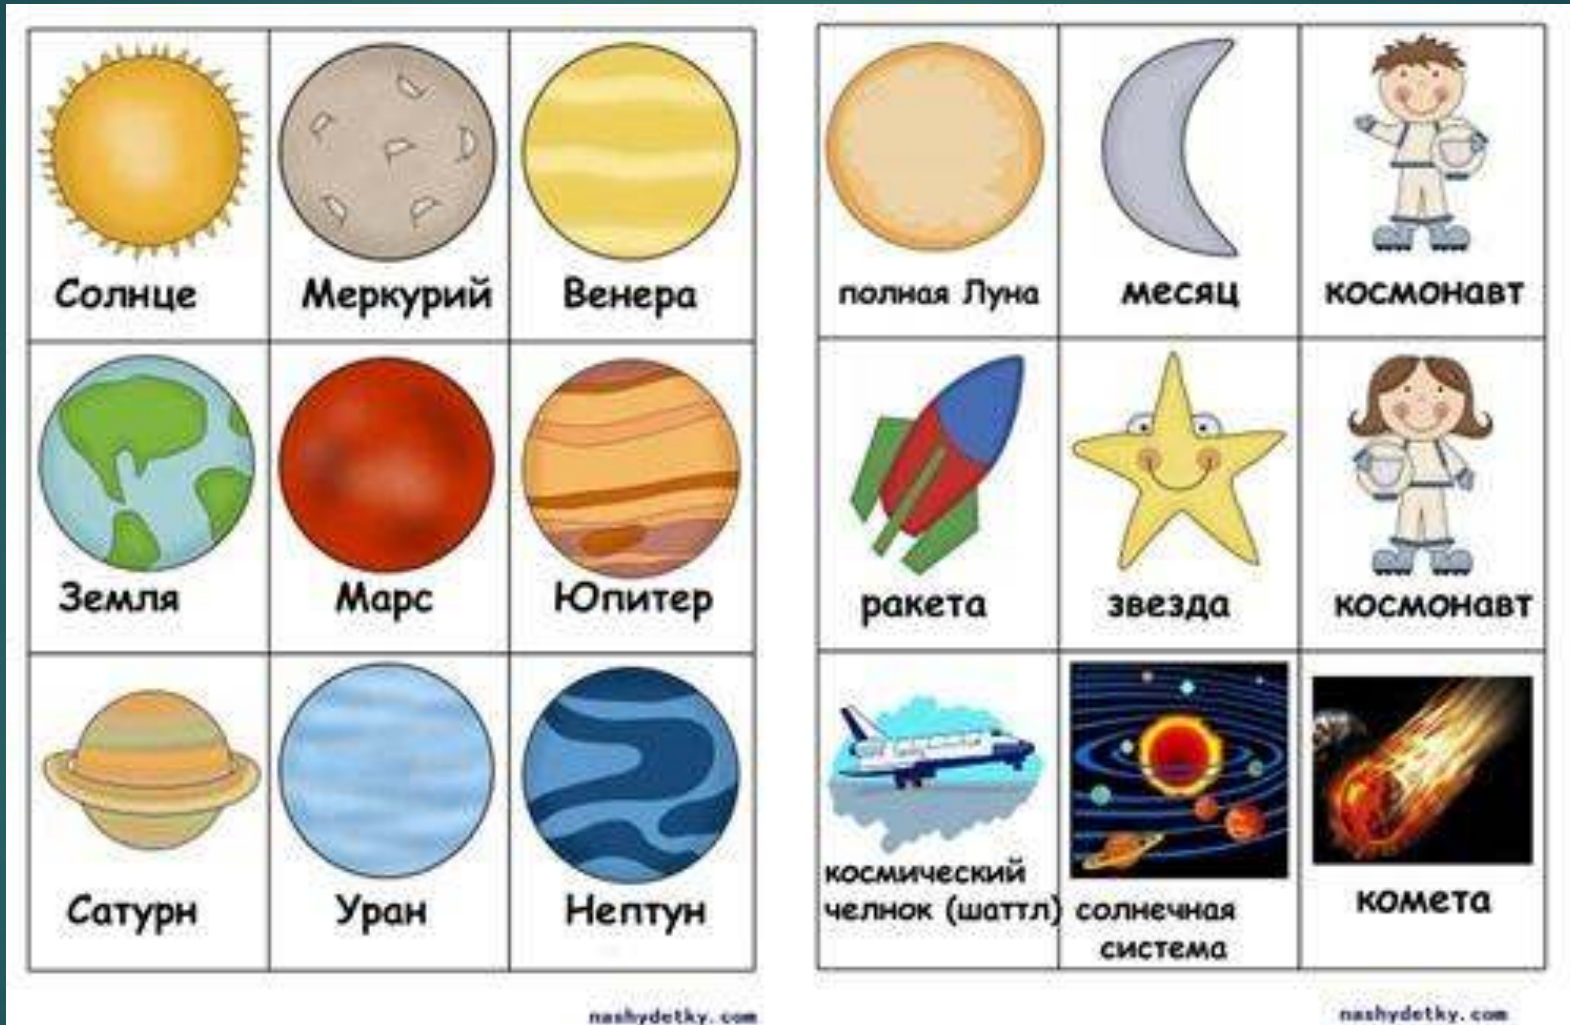 Солнце
Меркурий
Венера
Земля
Марс
Юпитер
Сатурн
Уран
Нептун
nashydetky.com
полная Луна
месяц
космонавт
ракета
звезда
космонавт
космический
челнок (шаттл)
солнечная
система
комета
nashydetky.com